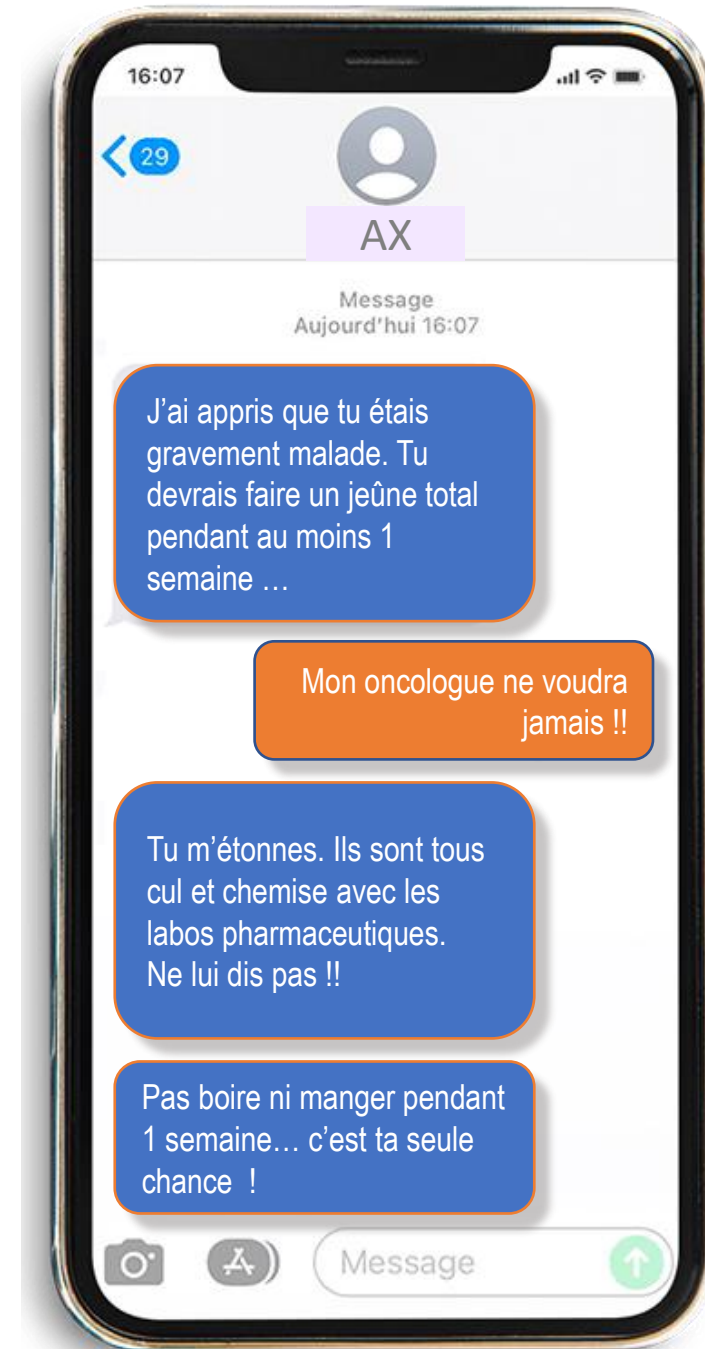 16:07
29
AX
Message
Aujourd'hui 16:07
J’ai appris que tu étais
gravement malade. Tu
devrais faire un jeûne total
pendant au moins 1
semaine …
Mon oncologue ne voudra
jamais !!
Tu m’étonnes. Ils sont tous
cul et chemise avec les
labos pharmaceutiques.
Ne lui dis pas !!
Pas boire ni manger pendant
1 semaine… c’est ta seule
chance !
Message